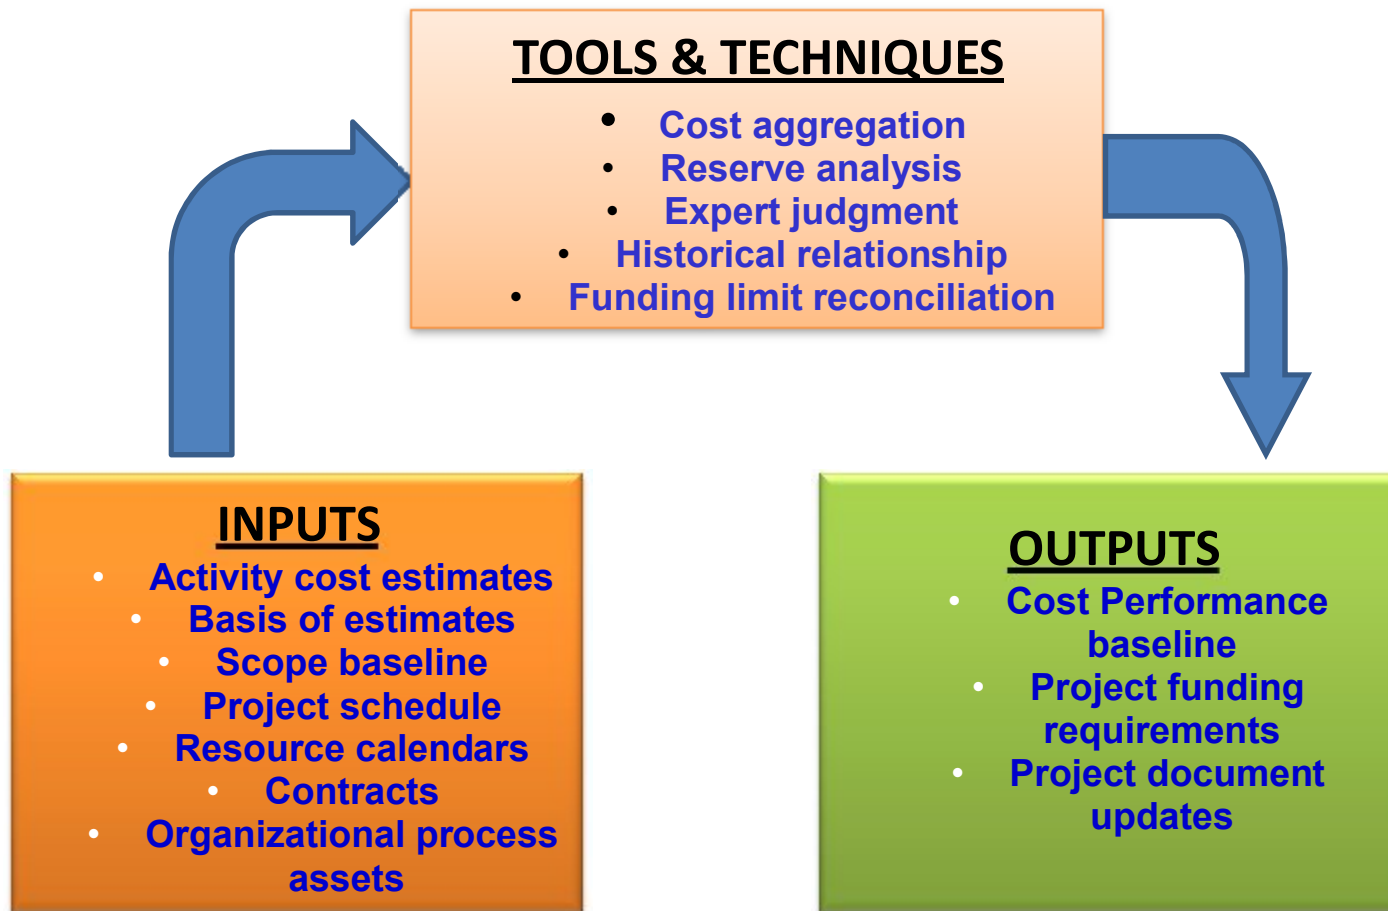 TOOLS & TECHNIQUES
• Cost aggregation
• Reserve analysis
• Expert judgment
• Historical relationship
• Funding limit reconciliation
INPUTS
• Activity cost estimates
• Basis of estimates
• Scope baseline
• Project schedule
• Resource calendars
• Contracts
• Organizational process
assets
OUTPUTS
• Cost Performance
baseline
• Project funding
requirements
• Project document
updates